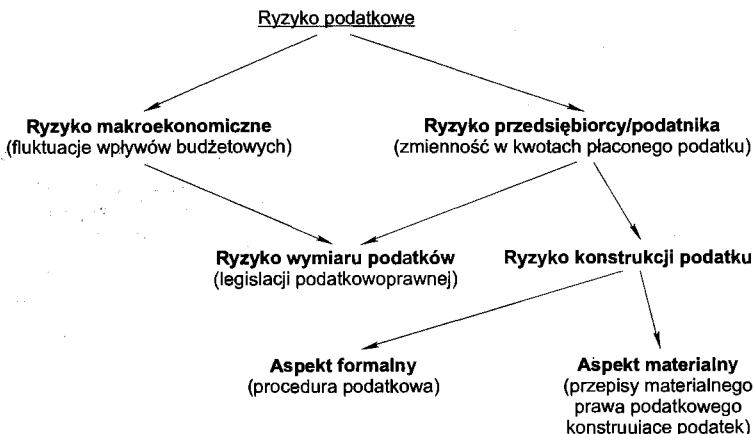 Ryzyko podatkowe
Ryzyko makroekonomiczne
(fluktuacje wpływów budżetowych)
Ryzyko przedsiębiorcy/podatnika
(zmienność w kwotach płaconego podatku)
Ryzyko wymiaru podatków
(legislacji podatkowoprawnej)
Ryzyko konstrukcji podatku
Aspekt formalny
(procedura podatkowa)
Aspekt materialny
(przepisy materialnego
prawa podatkowego
konstruujące podatek)